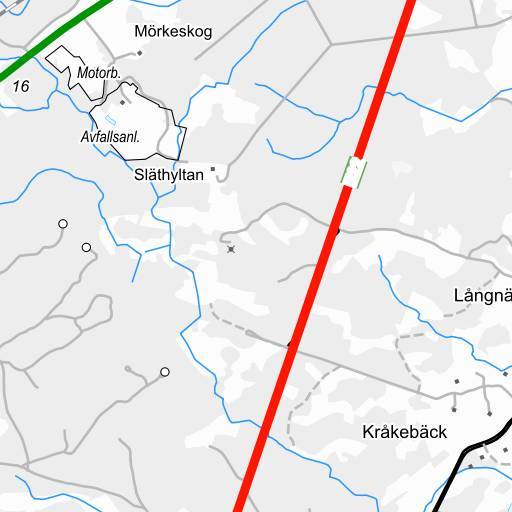 Mörkeskog
Motorb.
16
Avfallsanl.
Släthyltan
Långnä
Kråkebäck